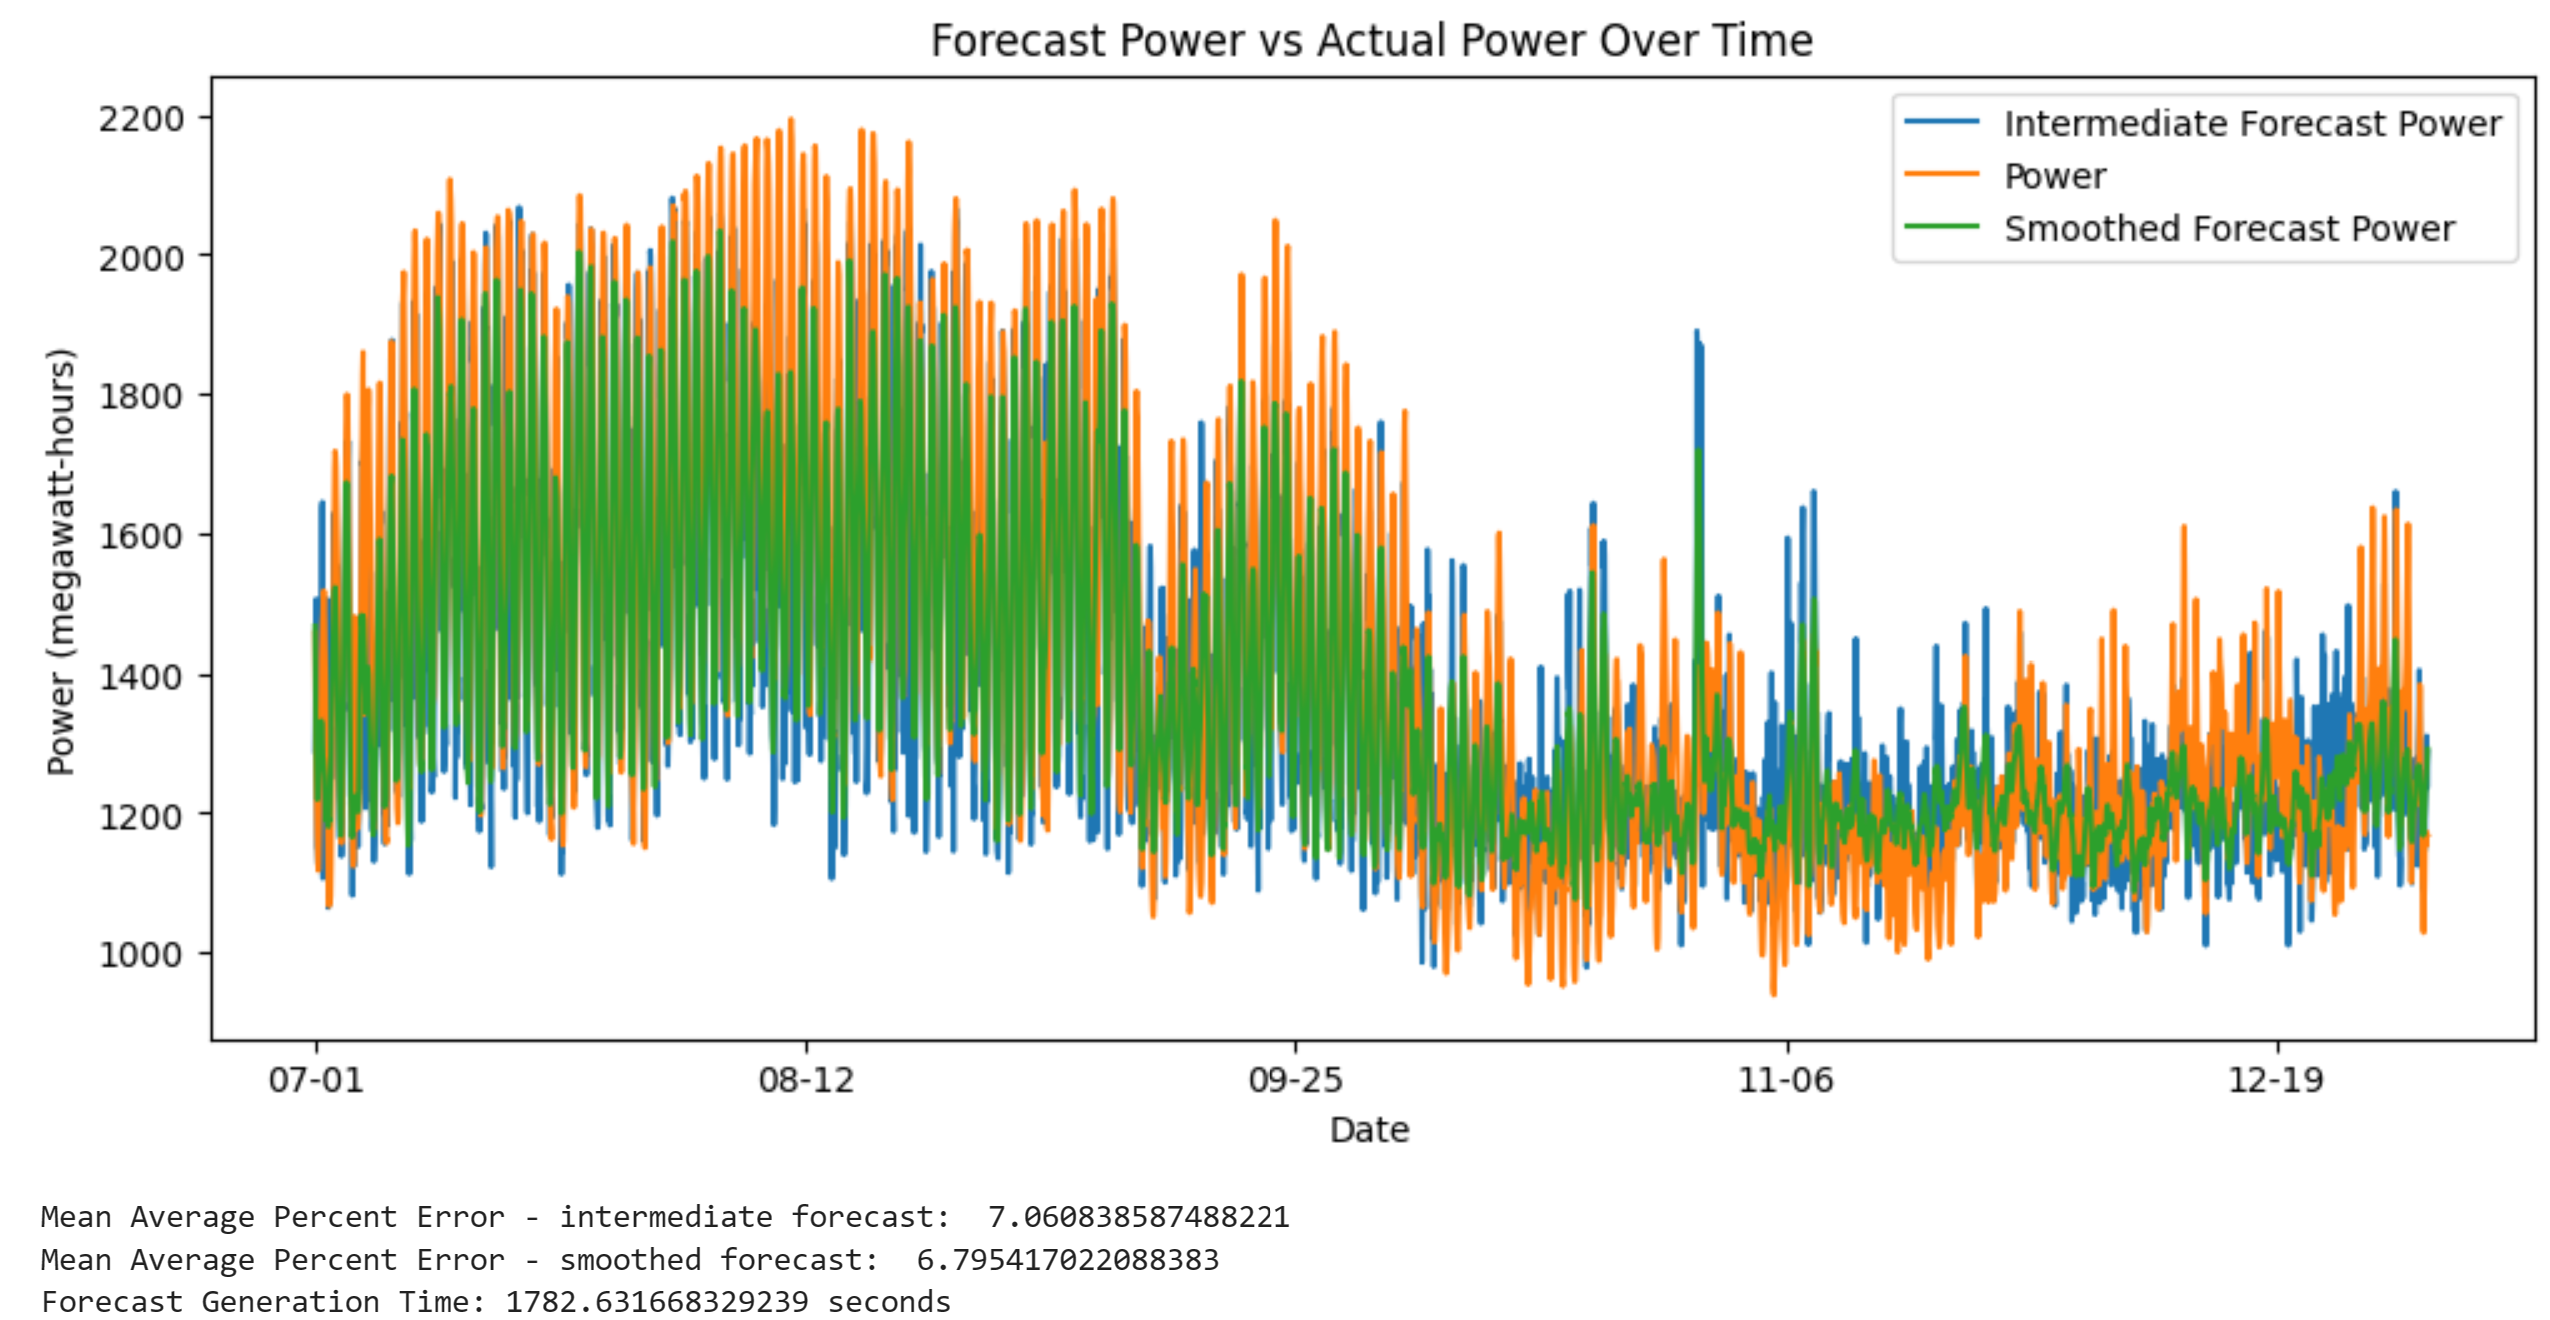 Forecast Power vs Actual Power Over Time
Intermediate Forecast Power
Power
Smoothed Forecast Power
Power (megawatt-hours)
2200
2000
1800
1600
1400
1200
1000
07-01
08-12
09-25
11-06
12-19
Date
Mean Average Percent Error - intermediate forecast:  7.060838587488221
Mean Average Percent Error - smoothed forecast:  6.795417022088383
Forecast Generation Time: 1782.631668329239 seconds